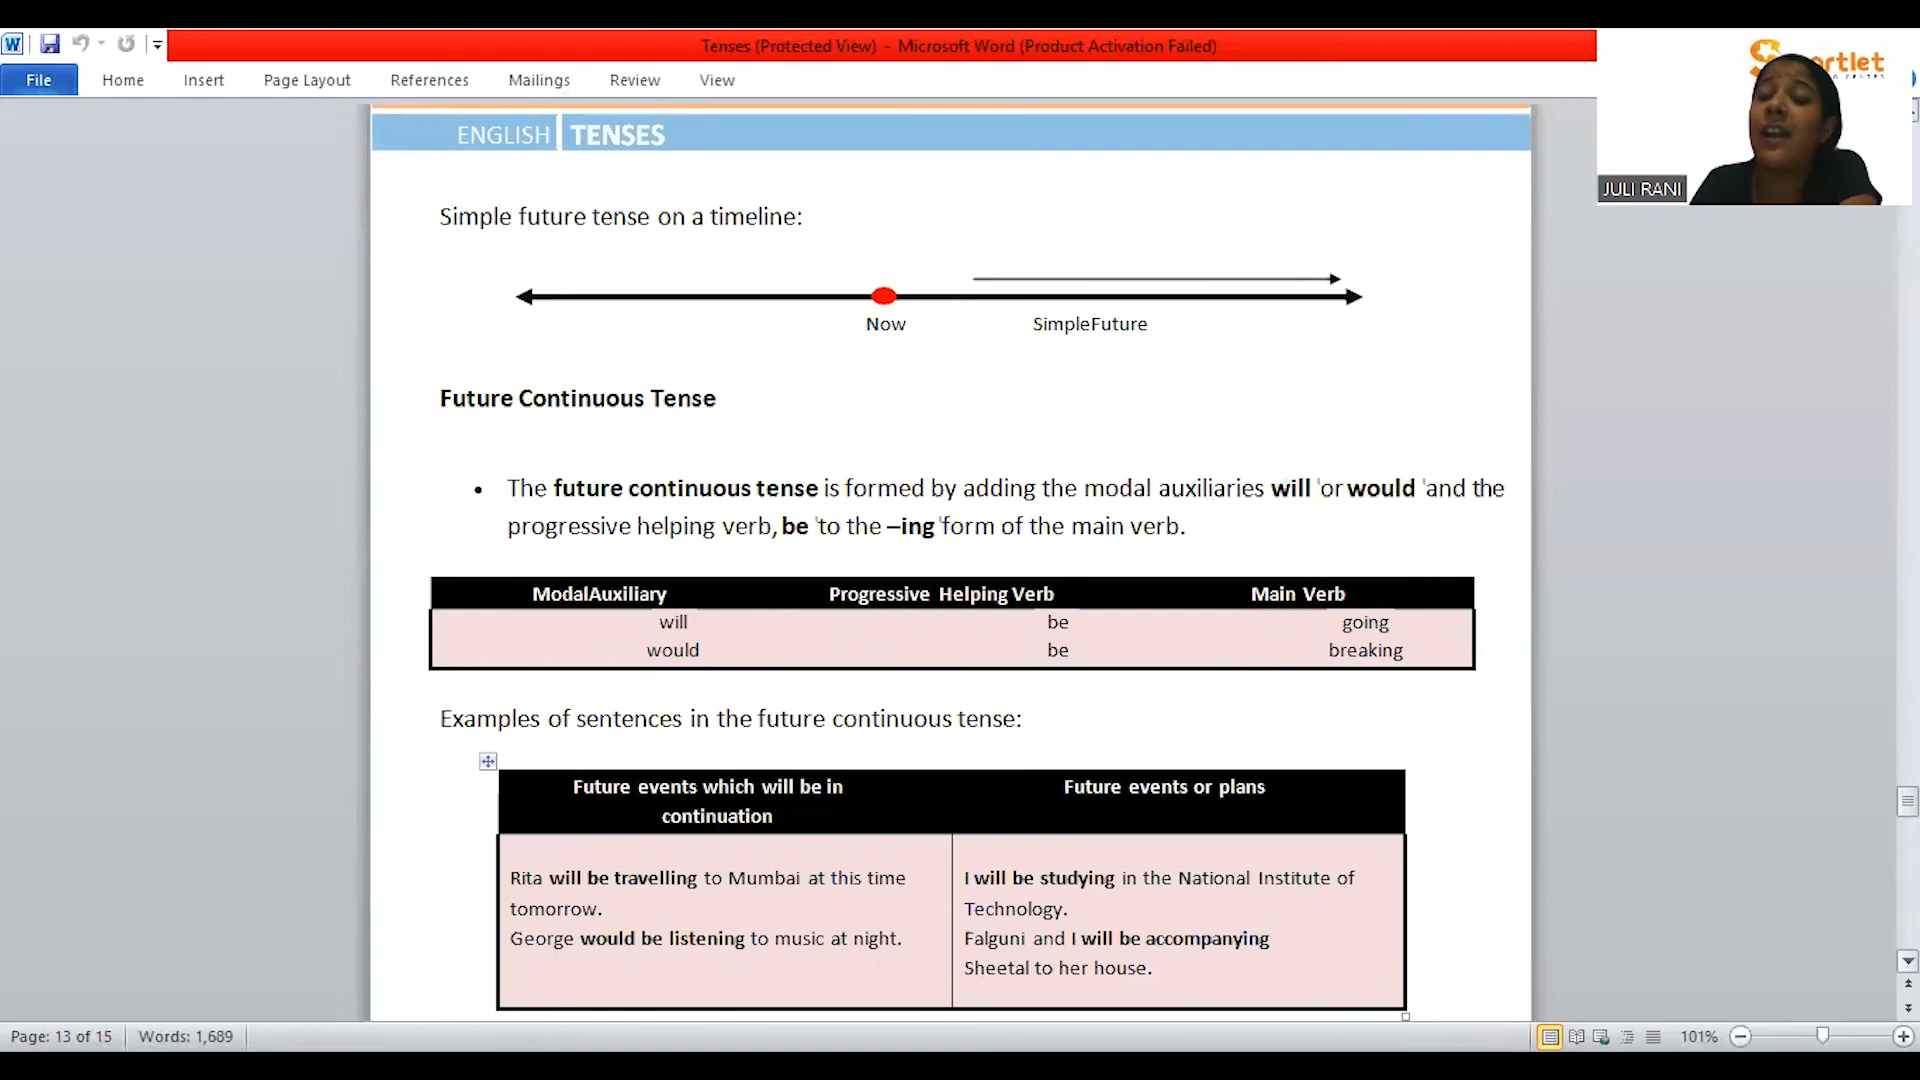 Tenses (Protected View) - Microsoft Word (Product Activation Failed)
File Home Insert Page Layout References Mailings Review View
JULI RANI
ENGLISH TENSES
Simple future tense on a timeline:
Now SimpleFuture
Future Continuous Tense
• The future continuous tense is formed by adding the modal auxiliaries will 'or would 'and the
progressive helping verb, be 'to the –ing 'form of the main verb.
ModalAuxiliary Progressive Helping Verb Main Verb
will be going
would be breaking
Examples of sentences in the future continuous tense:
Future events which will be in
continuation
Future events or plans
Rita will be travelling to Mumbai at this time
tomorrow.
George would be listening to music at night.
I will be studying in the National Institute of
Technology.
Falguni and I will be accompanying
Sheetal to her house.
Page: 13 of 15 Words: 1,689 101%